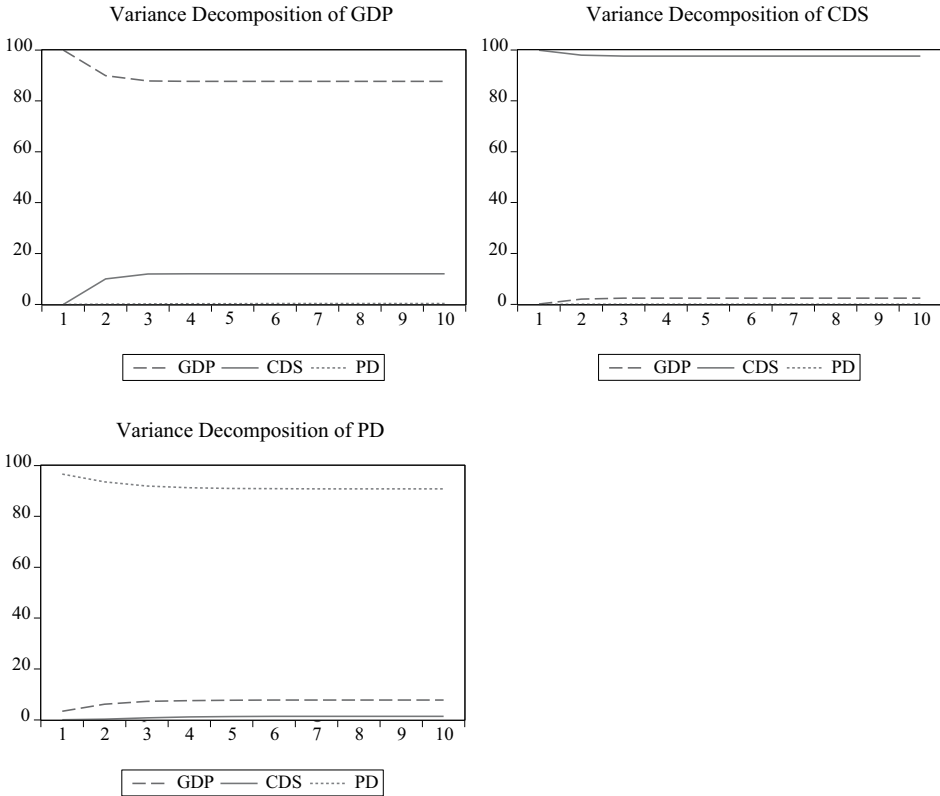 Variance Decomposition of GDP
100
80
60
40
20
0
1 2 3 4 5 6 7 8 9 10
GDP CDS PD
Variance Decomposition of CDS
100
80
60
40
20
0
1 2 3 4 5 6 7 8 9 10
GDP CDS PD
Variance Decomposition of PD
100
80
60
40
20
0
1 2 3 4 5 6 7 8 9 10
GDP CDS PD